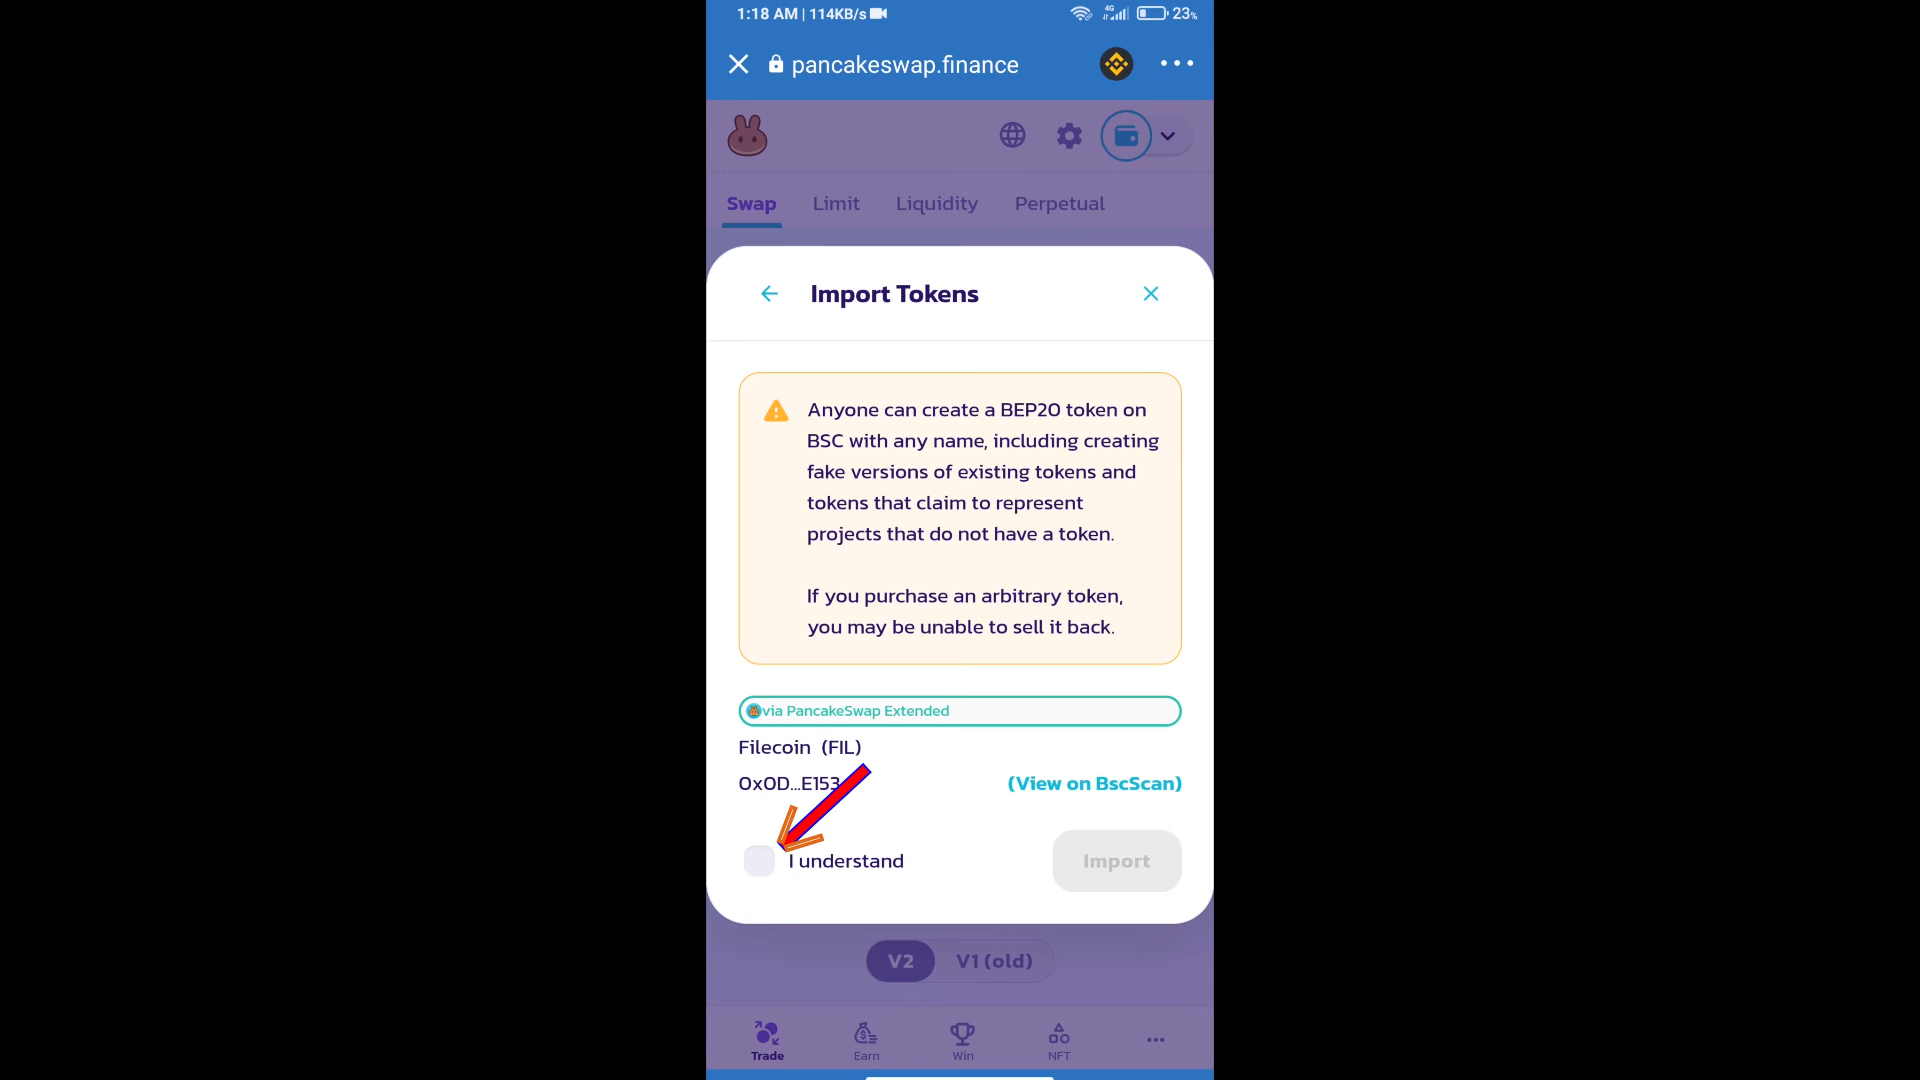 1:18 AM | 114KB/s 4G 23%
pancakeswap.finance
Swap Limit Liquidity Perpetual
Import Tokens
Anyone can create a BEP20 token on
BSC with any name, including creating
fake versions of existing tokens and
tokens that claim to represent
projects that do not have a token.
If you purchase an arbitrary token,
you may be unable to sell it back.
via PancakeSwap Extended
Filecoin (FIL)
0x0D...E153 (View on BscScan)
I understand Import
V2 V1 (old)
Trade Earn Win NFT